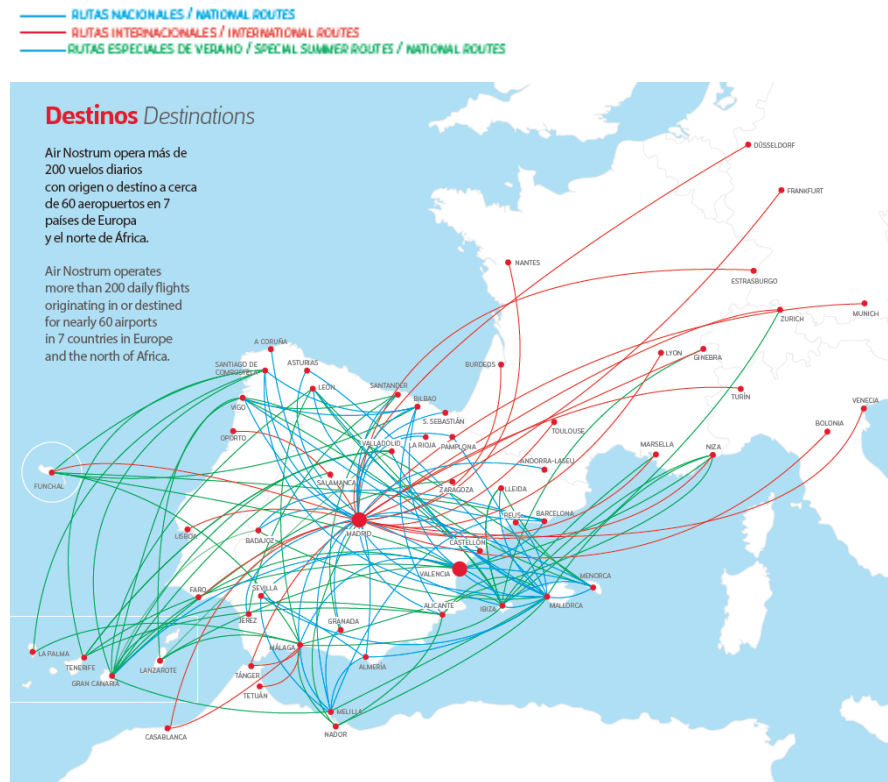 RUTAS NACIONALES / NATIONAL ROUTES
RUTAS INTERNACIONALES / INTERNATIONAL ROUTES
RUTAS ESPECIALES DE VERANO / SPECIAL SUMMER ROUTES / NATIONAL ROUTES
Destinos Destinations
Air Nostrum opera más de
200 vuelos diarios
con origen o destino a cerca
de 60 aeropuertos en 7
países de Europa
y el norte de África.
Air Nostrum operates
more than 200 daily flights
originating in or destined
for nearly 60 airports
in 7 countries in Europe
and the north of Africa.
DÜSSELDORF
FRANKFURT
NANTES
ESTRASBURGO
ZURICH
MUNICH
A CORUÑA
SANTIAGO DE
COMPOSTELA
ASTURIAS
LEÓN
SANTANDER
BURDEOS
LYON
GINEBRA
VIGO
BILBAO
S. SEBASTIÁN
TURÍN
VENECIA
OPORTO
VALLADOLID
LA RIOJA
PAMPLONA
TOULOUSE
MARSELLA
NIZA
BOLONIA
ANDORRA-LASEU
FUNCHAL
SALAMANCA
ZARAGOZA
LLEIDA
REUS
BARCELONA
LISBOA
BADAJOZ
MADRID
CASTELLÓN
VALENCIA
MENORCA
FARO
SEVILLA
ALICANTE
IBIZA
MALLORCA
JEREZ
GRANADA
LA PALMA
TENERIFE
GRAN CANARIA
LANZAROTE
MÁLAGA
ALMERÍA
TÁNGER
TETUÁN
MELILLA
NADOR
CASABLANCA